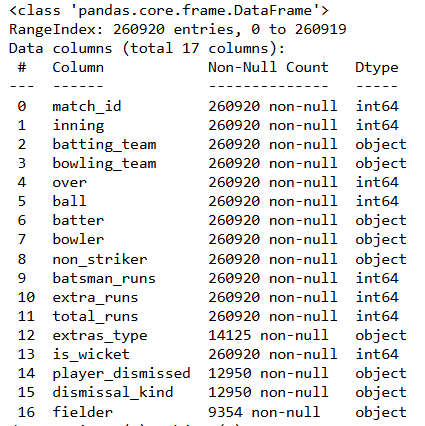 <class 'pandas.core.frame.DataFrame'>
RangeIndex: 260920 entries, 0 to 260919
Data columns (total 17 columns):
 #   Column            Non-Null Count   Dtype
---  ------            --------------   -----
 0   match_id          260920 non-null  int64
 1   inning            260920 non-null  int64
 2   batting_team      260920 non-null  object
 3   bowling_team      260920 non-null  object
 4   over              260920 non-null  int64
 5   ball              260920 non-null  int64
 6   batter            260920 non-null  object
 7   bowler            260920 non-null  object
 8   non_striker       260920 non-null  object
 9   batsman_runs      260920 non-null  int64
 10  extra_runs        260920 non-null  int64
 11  total_runs        260920 non-null  int64
 12  extras_type       14125 non-null   object
 13  is_wicket         260920 non-null  int64
 14  player_dismissed  12950 non-null   object
 15  dismissal_kind    12950 non-null   object
 16  fielder           9354 non-null    object